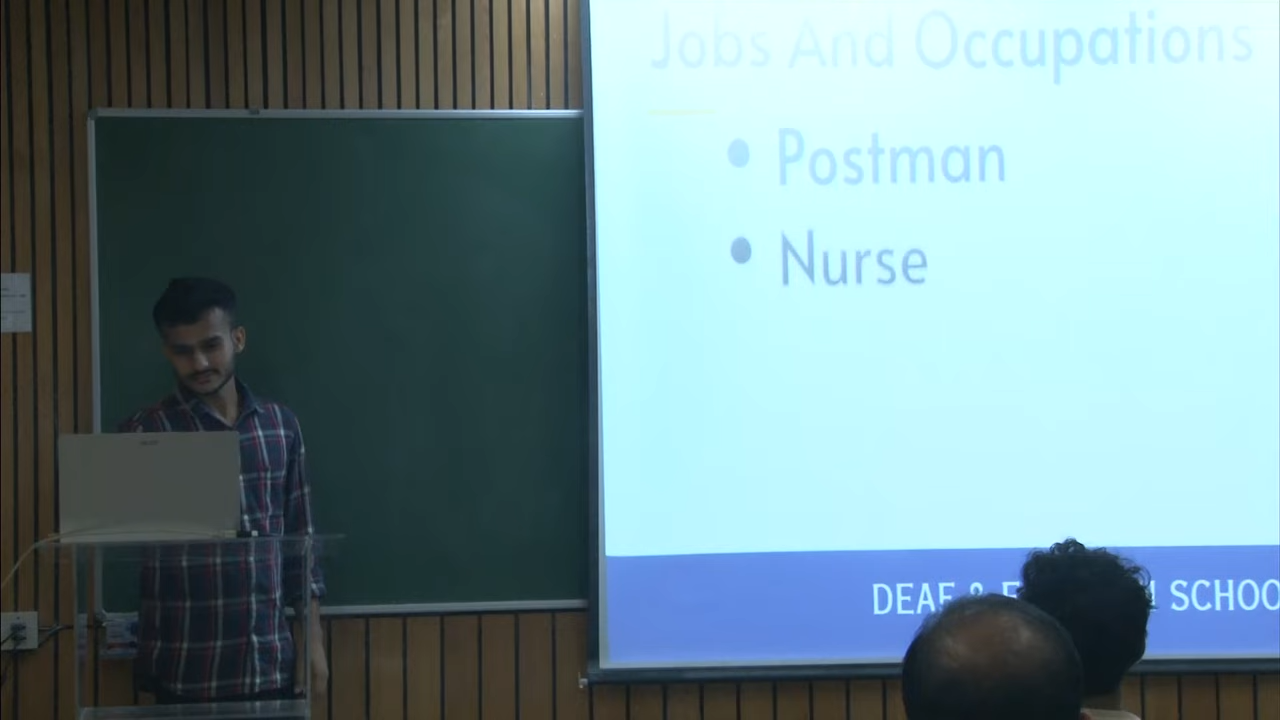 Jobs And Occupations
• Postman
• Nurse
DEAF & SCHOO